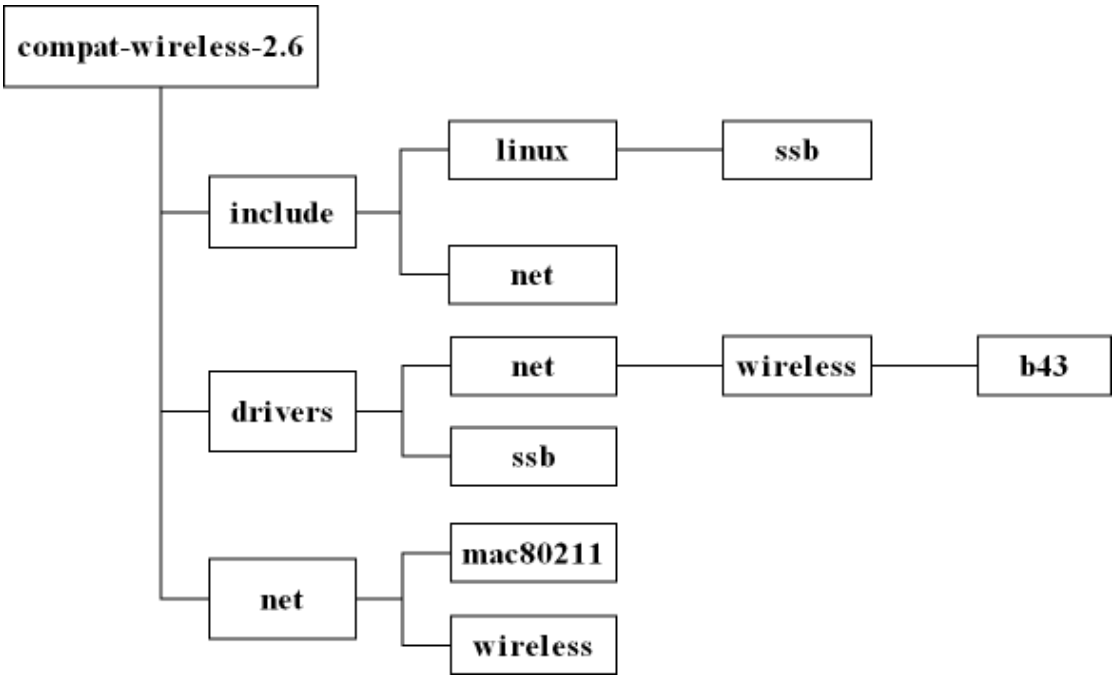 compat-wireless-2.6
linux
ssb
include
net
net
wireless
b43
drivers
ssb
mac80211
net
wireless